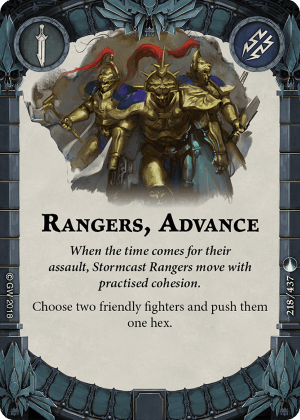 RANGERS, ADVANCE
When the time comes for their
assault, Stormcast Rangers move with
practised cohesion.
Choose two friendly fighters and push them
one hex.
©GW 2018
218/437